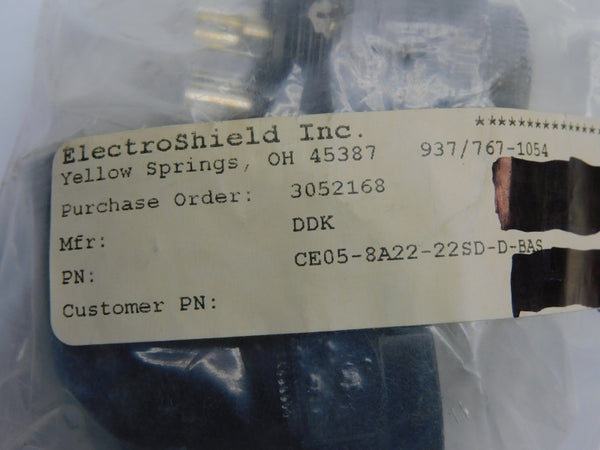 ElectroShield Inc. ***************
Yellow Springs, OH 45387 937/767-1054
Purchase Order: 3052168
Mfr: DDK
PN: CE05-8A22-22SD-D-BAS
Customer PN: